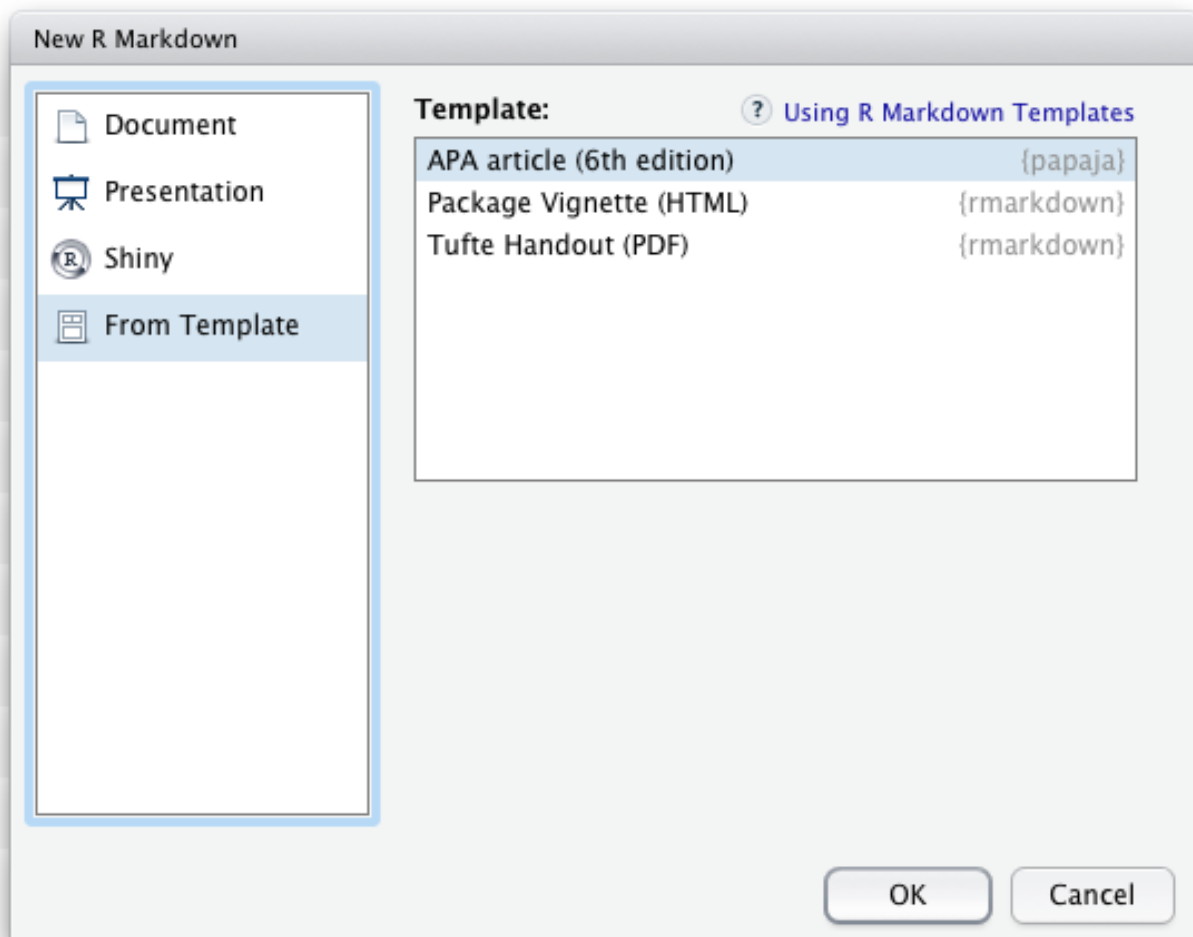 New R Markdown
Document
Presentation
Shiny
From Template
Template:
? Using R Markdown Templates
APA article (6th edition) {papaja}
Package Vignette (HTML) {rmarkdown}
Tufte Handout (PDF) {rmarkdown}
OK Cancel